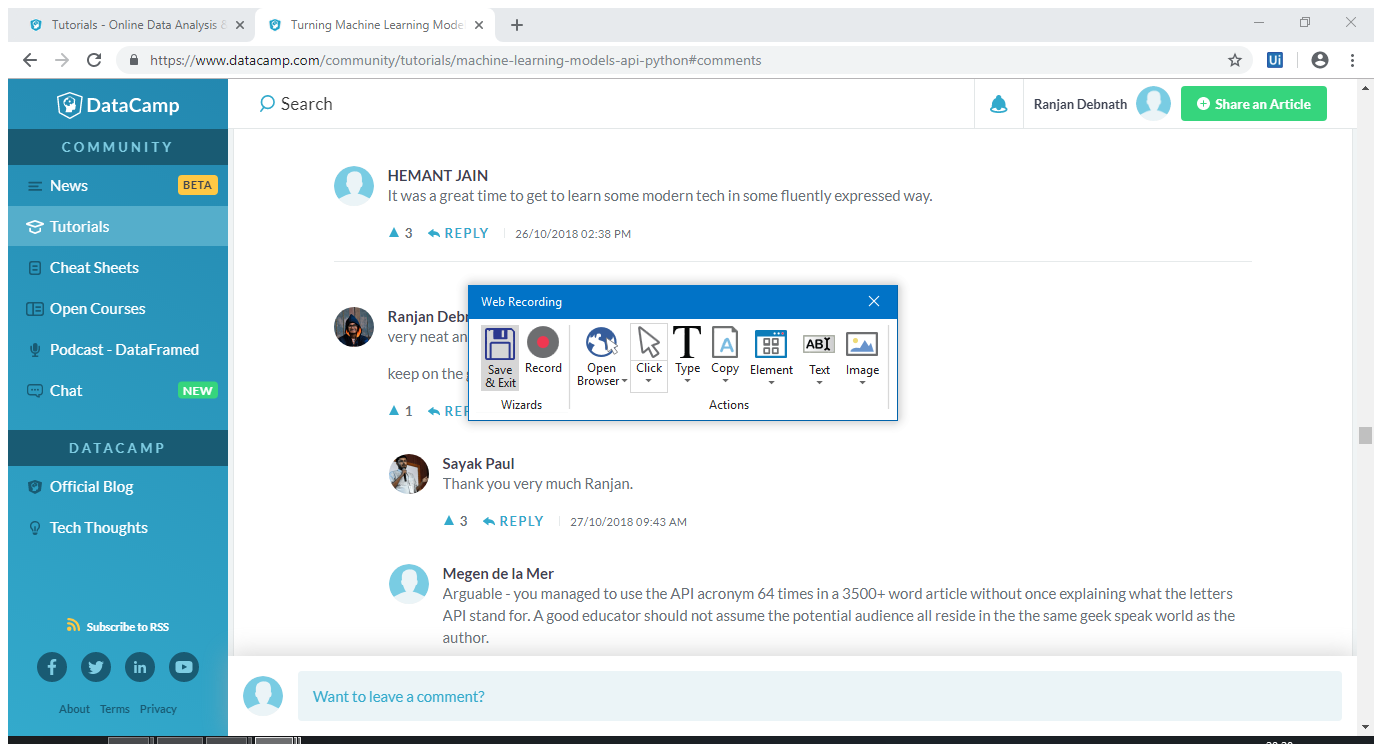 Tutorials - Online Data Analysis &
Turning Machine Learning Mode
https://www.datacamp.com/community/tutorials/machine-learning-models-api-python#comments
Ui
DataCamp
Search
Ranjan Debnath
Share an Article
COMMUNITY
News
BETA
Tutorials
Cheat Sheets
Open Courses
Podcast - DataFramed
Chat
NEW
DATACAMP
Official Blog
Tech Thoughts
Subscribe to RSS
About Terms Privacy
HEMANT JAIN
It was a great time to get to learn some modern tech in some fluently expressed way.
3 REPLY 26/10/2018 02:38 PM
Ranjan Deb
very neat an
keep on the
1 REP
Web Recording
Save & Exit
Record
Open Browser
Click
Type
Copy
Element
ABI
Text
Image
Wizards
Actions
Sayak Paul
Thank you very much Ranjan.
3 REPLY 27/10/2018 09:43 AM
Megen de la Mer
Arguable - you managed to use the API acronym 64 times in a 3500+ word article without once explaining what the letters
API stand for. A good educator should not assume the potential audience all reside in the the same geek speak world as the
author.
Want to leave a comment?